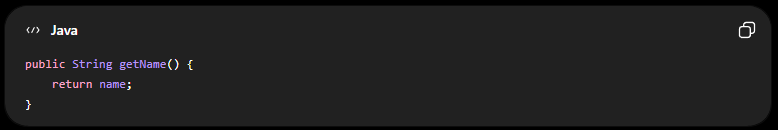 </> Java
public String getName() {
    return name;
}